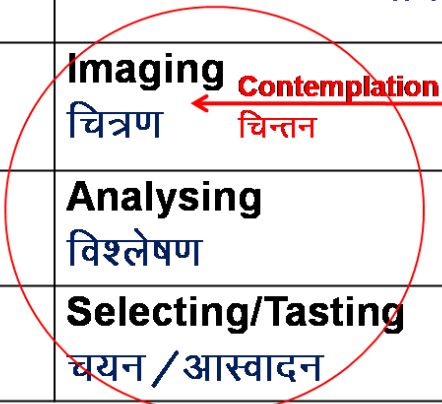 Imaging
Contemplation
चित्रण
चिन्तन
Analysing
विश्लेषण
Selecting/Tasting
चयन / आस्वादन